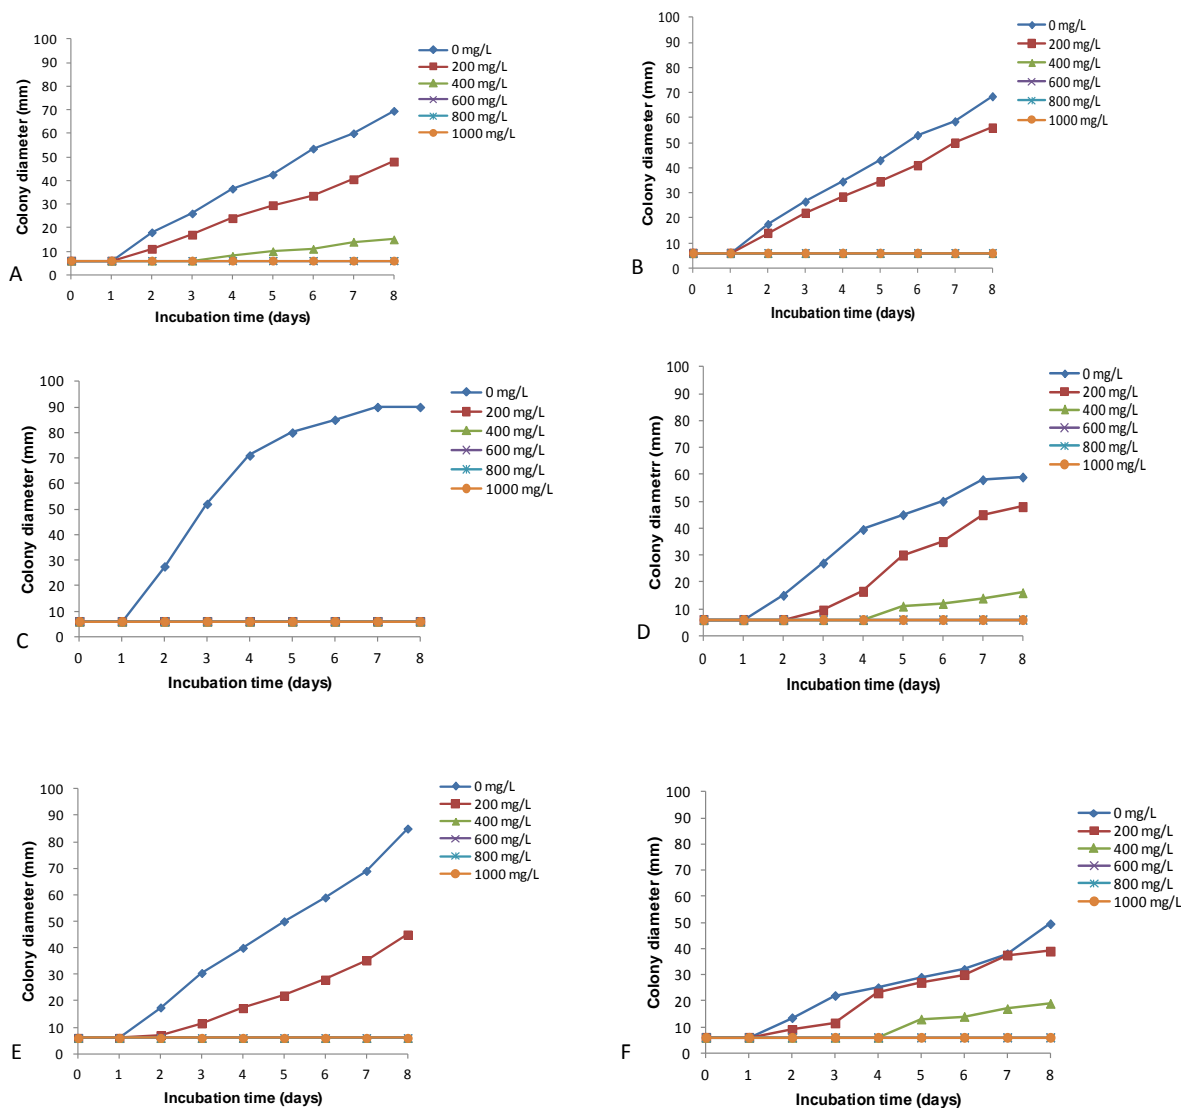 100
90
80
70
60
50
40
30
20
10
0
Colony diameter (mm)
0 1 2 3 4 5 6 7 8
Incubation time (days)
0 mg/L
200 mg/L
400 mg/L
600 mg/L
800 mg/L
1000 mg/L
A
100
90
80
70
60
50
40
30
20
10
0
Colony diameter (mm)
0 1 2 3 4 5 6 7 8
Incubation time (days)
0 mg/L
200 mg/L
400 mg/L
600 mg/L
800 mg/L
1000 mg/L
B
100
90
80
70
60
50
40
30
20
10
0
Colony diameter (mm)
0 1 2 3 4 5 6 7 8
Incubation time (days)
0 mg/L
200 mg/L
400 mg/L
600 mg/L
800 mg/L
1000 mg/L
C
100
90
80
70
60
50
40
30
20
10
0
Colony diameterr (mm)
0 1 2 3 4 5 6 7 8
Incubation time (days)
0 mg/L
200 mg/L
400 mg/L
600 mg/L
800 mg/L
1000 mg/L
D
100
90
80
70
60
50
40
30
20
10
0
Colony diameter (mm)
0 1 2 3 4 5 6 7 8
Incubation time (days)
0 mg/L
200 mg/L
400 mg/L
600 mg/L
800 mg/L
1000 mg/L
E
100
90
80
70
60
50
40
30
20
10
0
Colony diameter (mm)
0 1 2 3 4 5 6 7 8
Incubation time (days)
0 mg/L
200 mg/L
400 mg/L
600 mg/L
800 mg/L
1000 mg/L
F